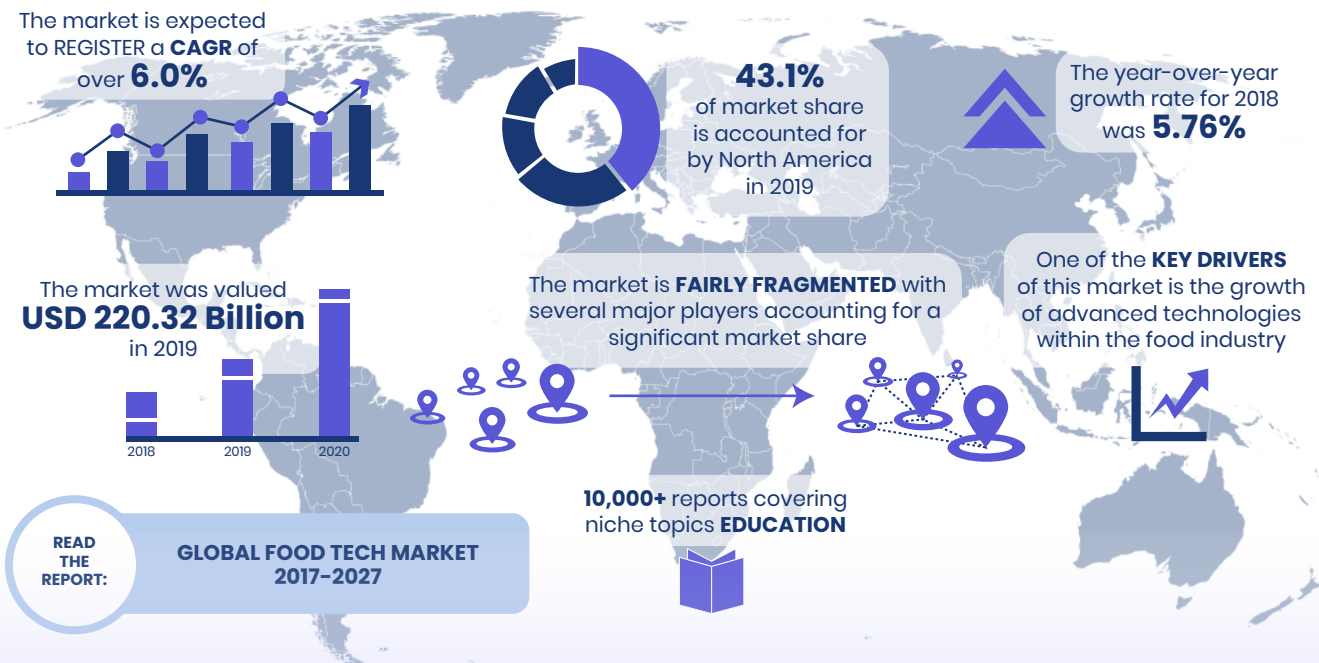 The market is expected
to REGISTER a CAGR of
over 6.0%
43.1%
of market share
is accounted for
by North America
in 2019
The year-over-year
growth rate for 2018
was 5.76%
The market was valued
USD 220.32 Billion
in 2019
2018
2019
2020
The market is FAIRLY FRAGMENTED with
several major players accounting for a
significant market share
One of the KEY DRIVERS
of this market is the growth
of advanced technologies
within the food industry
10,000+ reports covering
niche topics EDUCATION
READ
THE
REPORT:
GLOBAL FOOD TECH MARKET
2017-2027